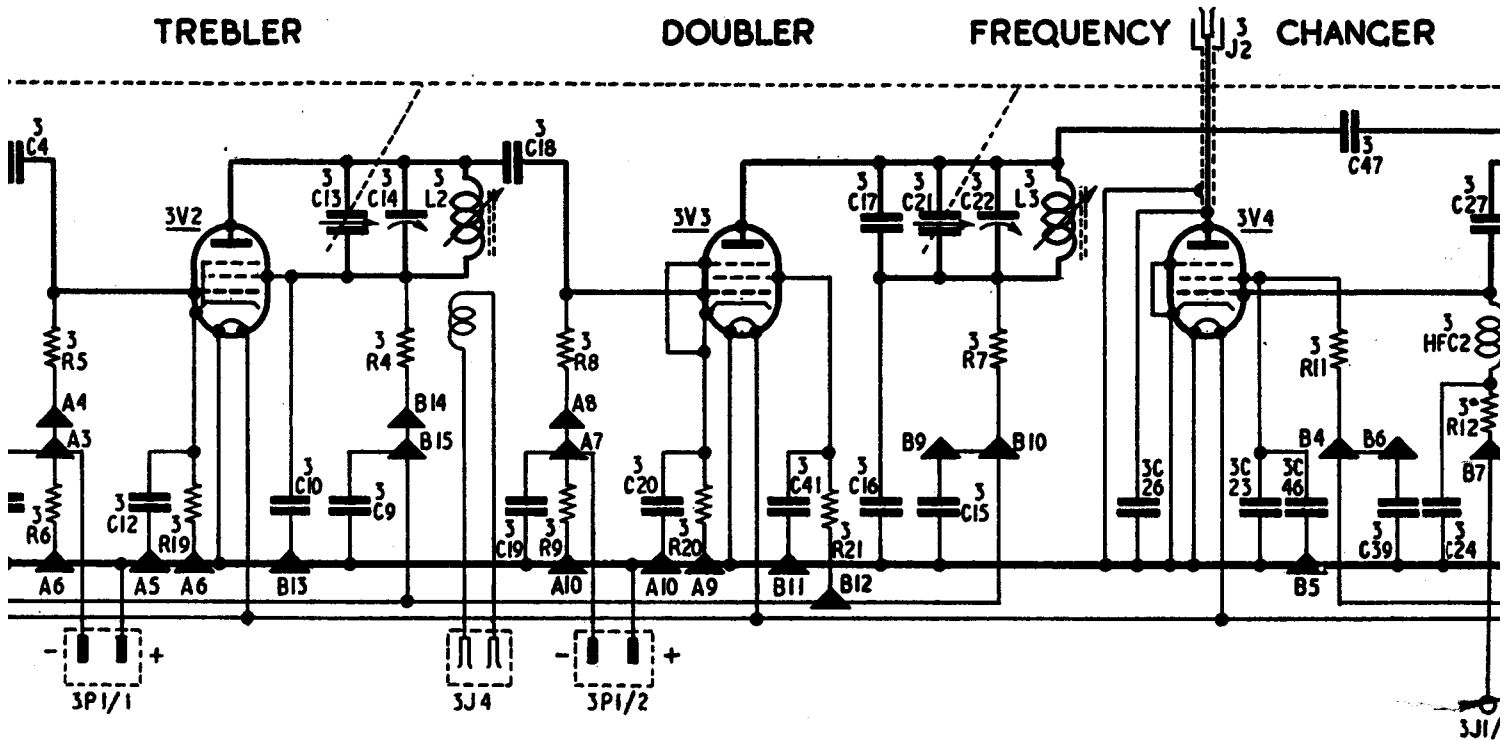 TREBLER DOUBLER FREQUENCY CHANGER
3
J2
3
C4
3
C18
3
C47
3
C13
3
C14
3
L2
3
C17
3
C21
3
C22
3
L3
3
C27
3V2
3V3
3V4
3
R5
3
R4
3
R8
3
R7
3
R11
3
HFC2
A4
A3
B14
B15
A8
A7
B9
B10
B4
B6
3*
R12
B7
3
R6
3
C12
3
R19
3
C10
3
C9
3
C19
3
R9
3
C20
3
R20
3
C41
3
R21
3
C16
3
C15
3C
26
3C
23
3C
46
3
C39
3
C24
A6
A5
A6
B13
A10
A10
A9
B11
B12
B5
- +
3P1/1
3J4
- +
3P1/2
3J1/